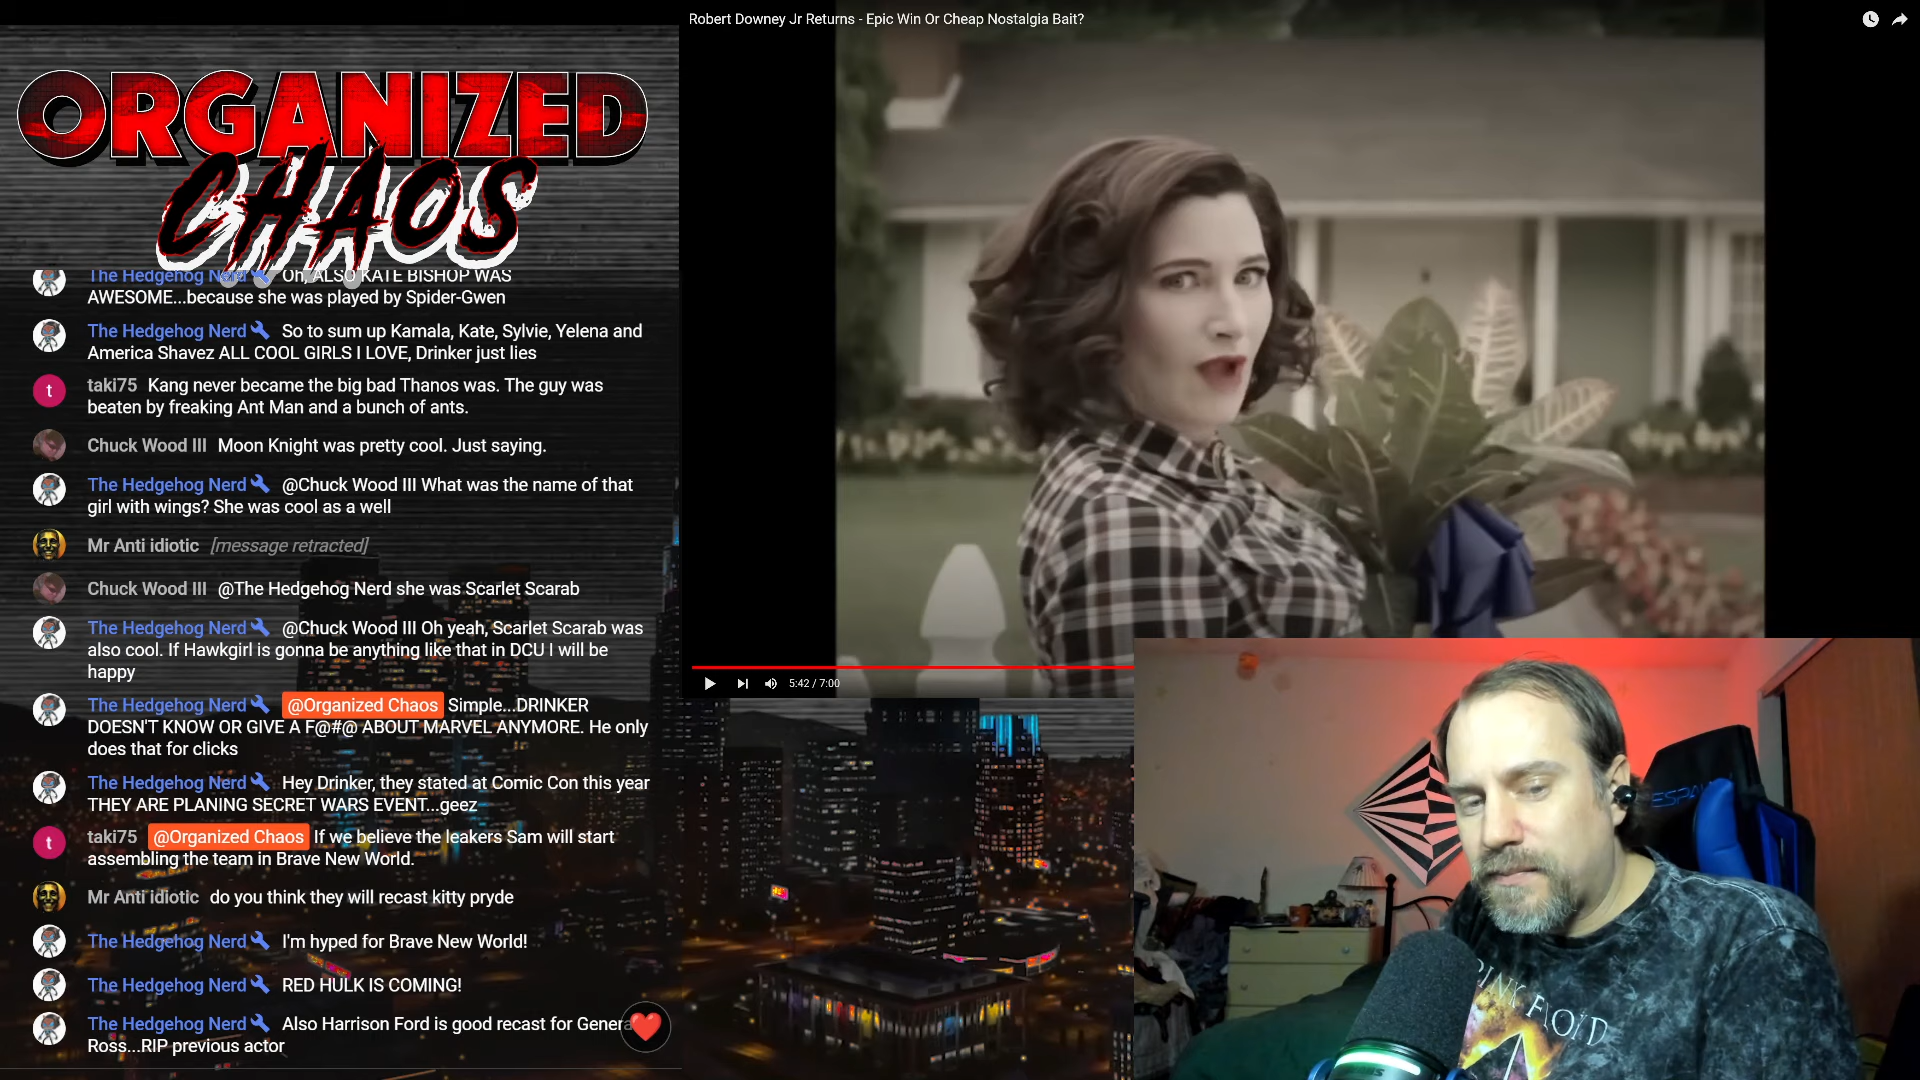 Robert Downey Jr Returns - Epic Win Or Cheap Nostalgia Bait?
ORGANIZED
CHAOS
The Hedgehog Nerd Oh, ALSO KATE BISHOP WAS
AWESOME...because she was played by Spider-Gwen
The Hedgehog Nerd So to sum up Kamala, Kate, Sylvie, Yelena and
America Shavez ALL COOL GIRLS I LOVE, Drinker just lies
t
taki75 Kang never became the big bad Thanos was. The guy was
beaten by freaking Ant Man and a bunch of ants.
Chuck Wood III Moon Knight was pretty cool. Just saying.
The Hedgehog Nerd @Chuck Wood III What was the name of that
girl with wings? She was cool as a well
Mr Anti idiotic [message retracted]
Chuck Wood III @The Hedgehog Nerd she was Scarlet Scarab
The Hedgehog Nerd @Chuck Wood III Oh yeah, Scarlet Scarab was
also cool. If Hawkgirl is gonna be anything like that in DCU I will be
happy
The Hedgehog Nerd @Organized Chaos Simple...DRINKER
DOESN'T KNOW OR GIVE A F@#@ ABOUT MARVEL ANYMORE. He only
does that for clicks
The Hedgehog Nerd Hey Drinker, they stated at Comic Con this year
THEY ARE PLANING SECRET WARS EVENT...geez
t
taki75 @Organized Chaos If we believe the leakers Sam will start
assembling the team in Brave New World.
Mr Anti idiotic do you think they will recast kitty pryde
The Hedgehog Nerd I'm hyped for Brave New World!
The Hedgehog Nerd RED HULK IS COMING!
The Hedgehog Nerd Also Harrison Ford is good recast for Genera
Ross...RIP previous actor
5:42 / 7:00
PINK FLOYD